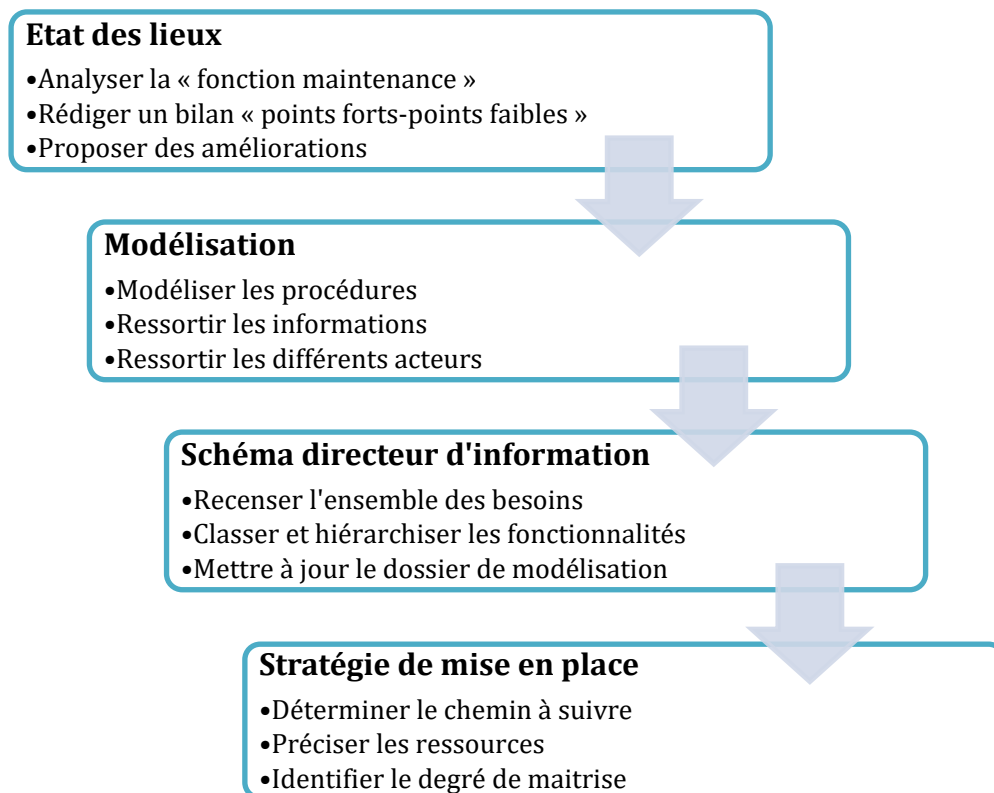 Etat des lieux
•Analyser la « fonction maintenance »
•Rédiger un bilan « points forts-points faibles »
•Proposer des améliorations
Modélisation
•Modéliser les procédures
•Ressortir les informations
•Ressortir les différents acteurs
Schéma directeur d'information
•Recenser l'ensemble des besoins
•Classer et hiérarchiser les fonctionnalités
•Mettre à jour le dossier de modélisation
Stratégie de mise en place
•Déterminer le chemin à suivre
•Préciser les ressources
•Identifier le degré de maitrise